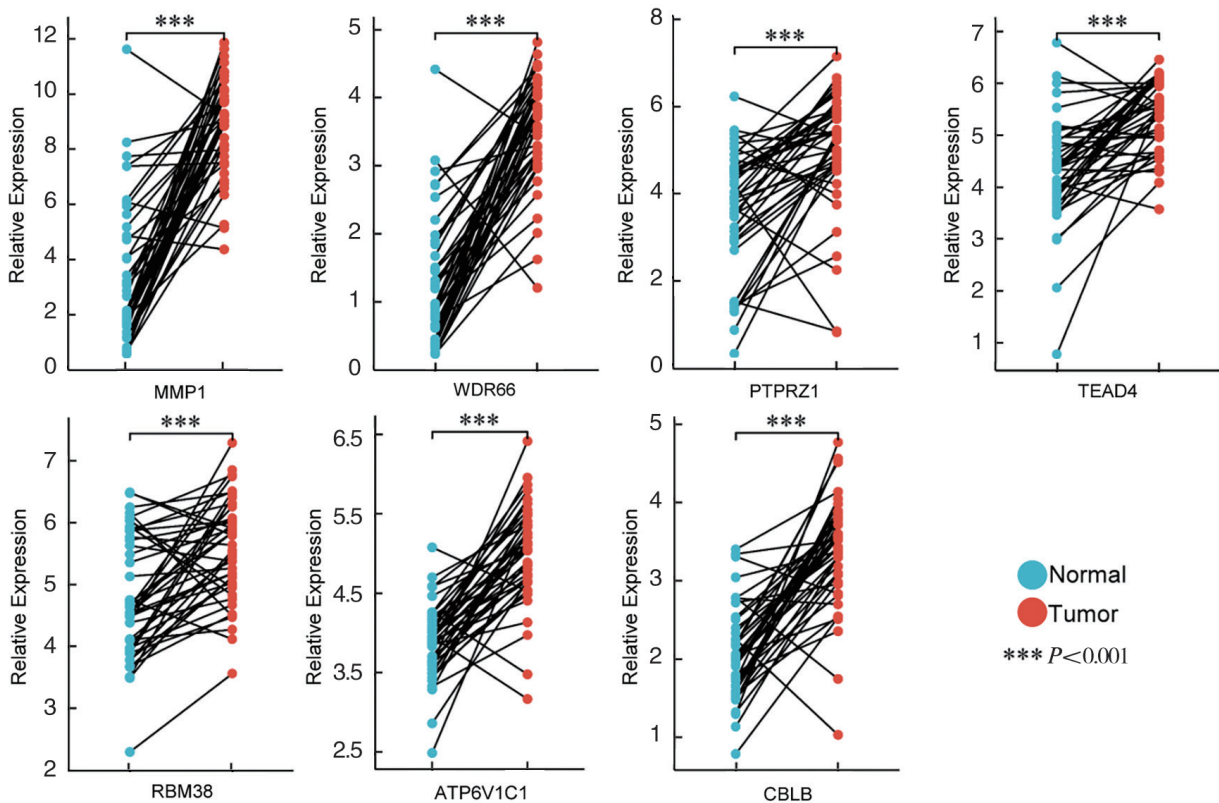 ***
Relative Expression
12
10
8
6
4
2
0
MMP1
***
Relative Expression
5
4
3
2
1
0
WDR66
***
Relative Expression
8
6
4
2
0
PTPRZ1
***
Relative Expression
7
6
5
4
3
2
1
TEAD4
***
Relative Expression
7
6
5
4
3
2
RBM38
***
Relative Expression
6.5
5.5
4.5
3.5
2.5
ATP6V1C1
***
Relative Expression
5
4
3
2
1
CBLB
Normal
Tumor
*** P<0.001